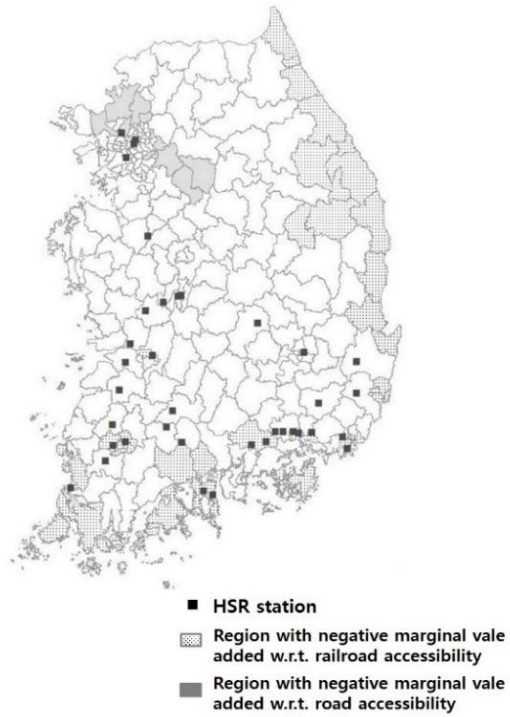 HSR station
Region with negative marginal vale
added w.r.t. railroad accessibility
Region with negative marginal vale
added w.r.t. road accessibility